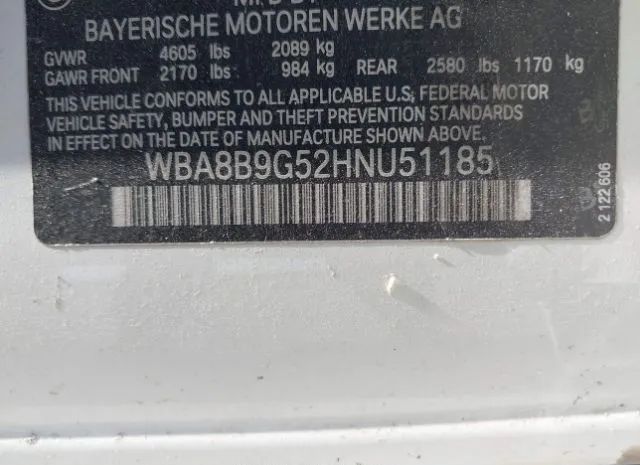 BAYERISCHE MOTOREN WERKE AG
GVWR 4605 lbs 2089 kg
GAWR FRONT 2170 lbs 984 kg REAR 2580 lbs 1170 kg
THIS VEHICLE CONFORMS TO ALL APPLICABLE U.S. FEDERAL MOTOR
VEHICLE SAFETY, BUMPER AND THEFT PREVENTION STANDARDS
IN EFFECT ON THE DATE OF MANUFACTURE SHOWN ABOVE.
WBA8B9G52HNU51185
2 122 606